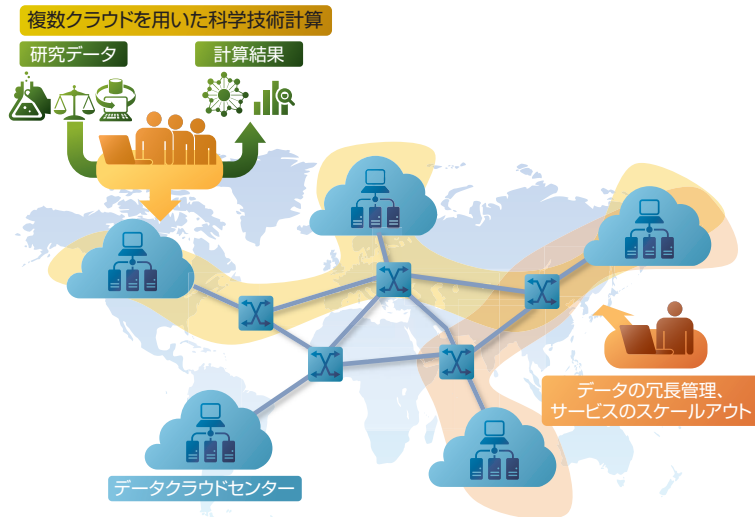 複数クラウドを用いた科学技術計算
研究データ
計算結果
データの冗長管理、
サービスのスケールアウト
データクラウドセンター